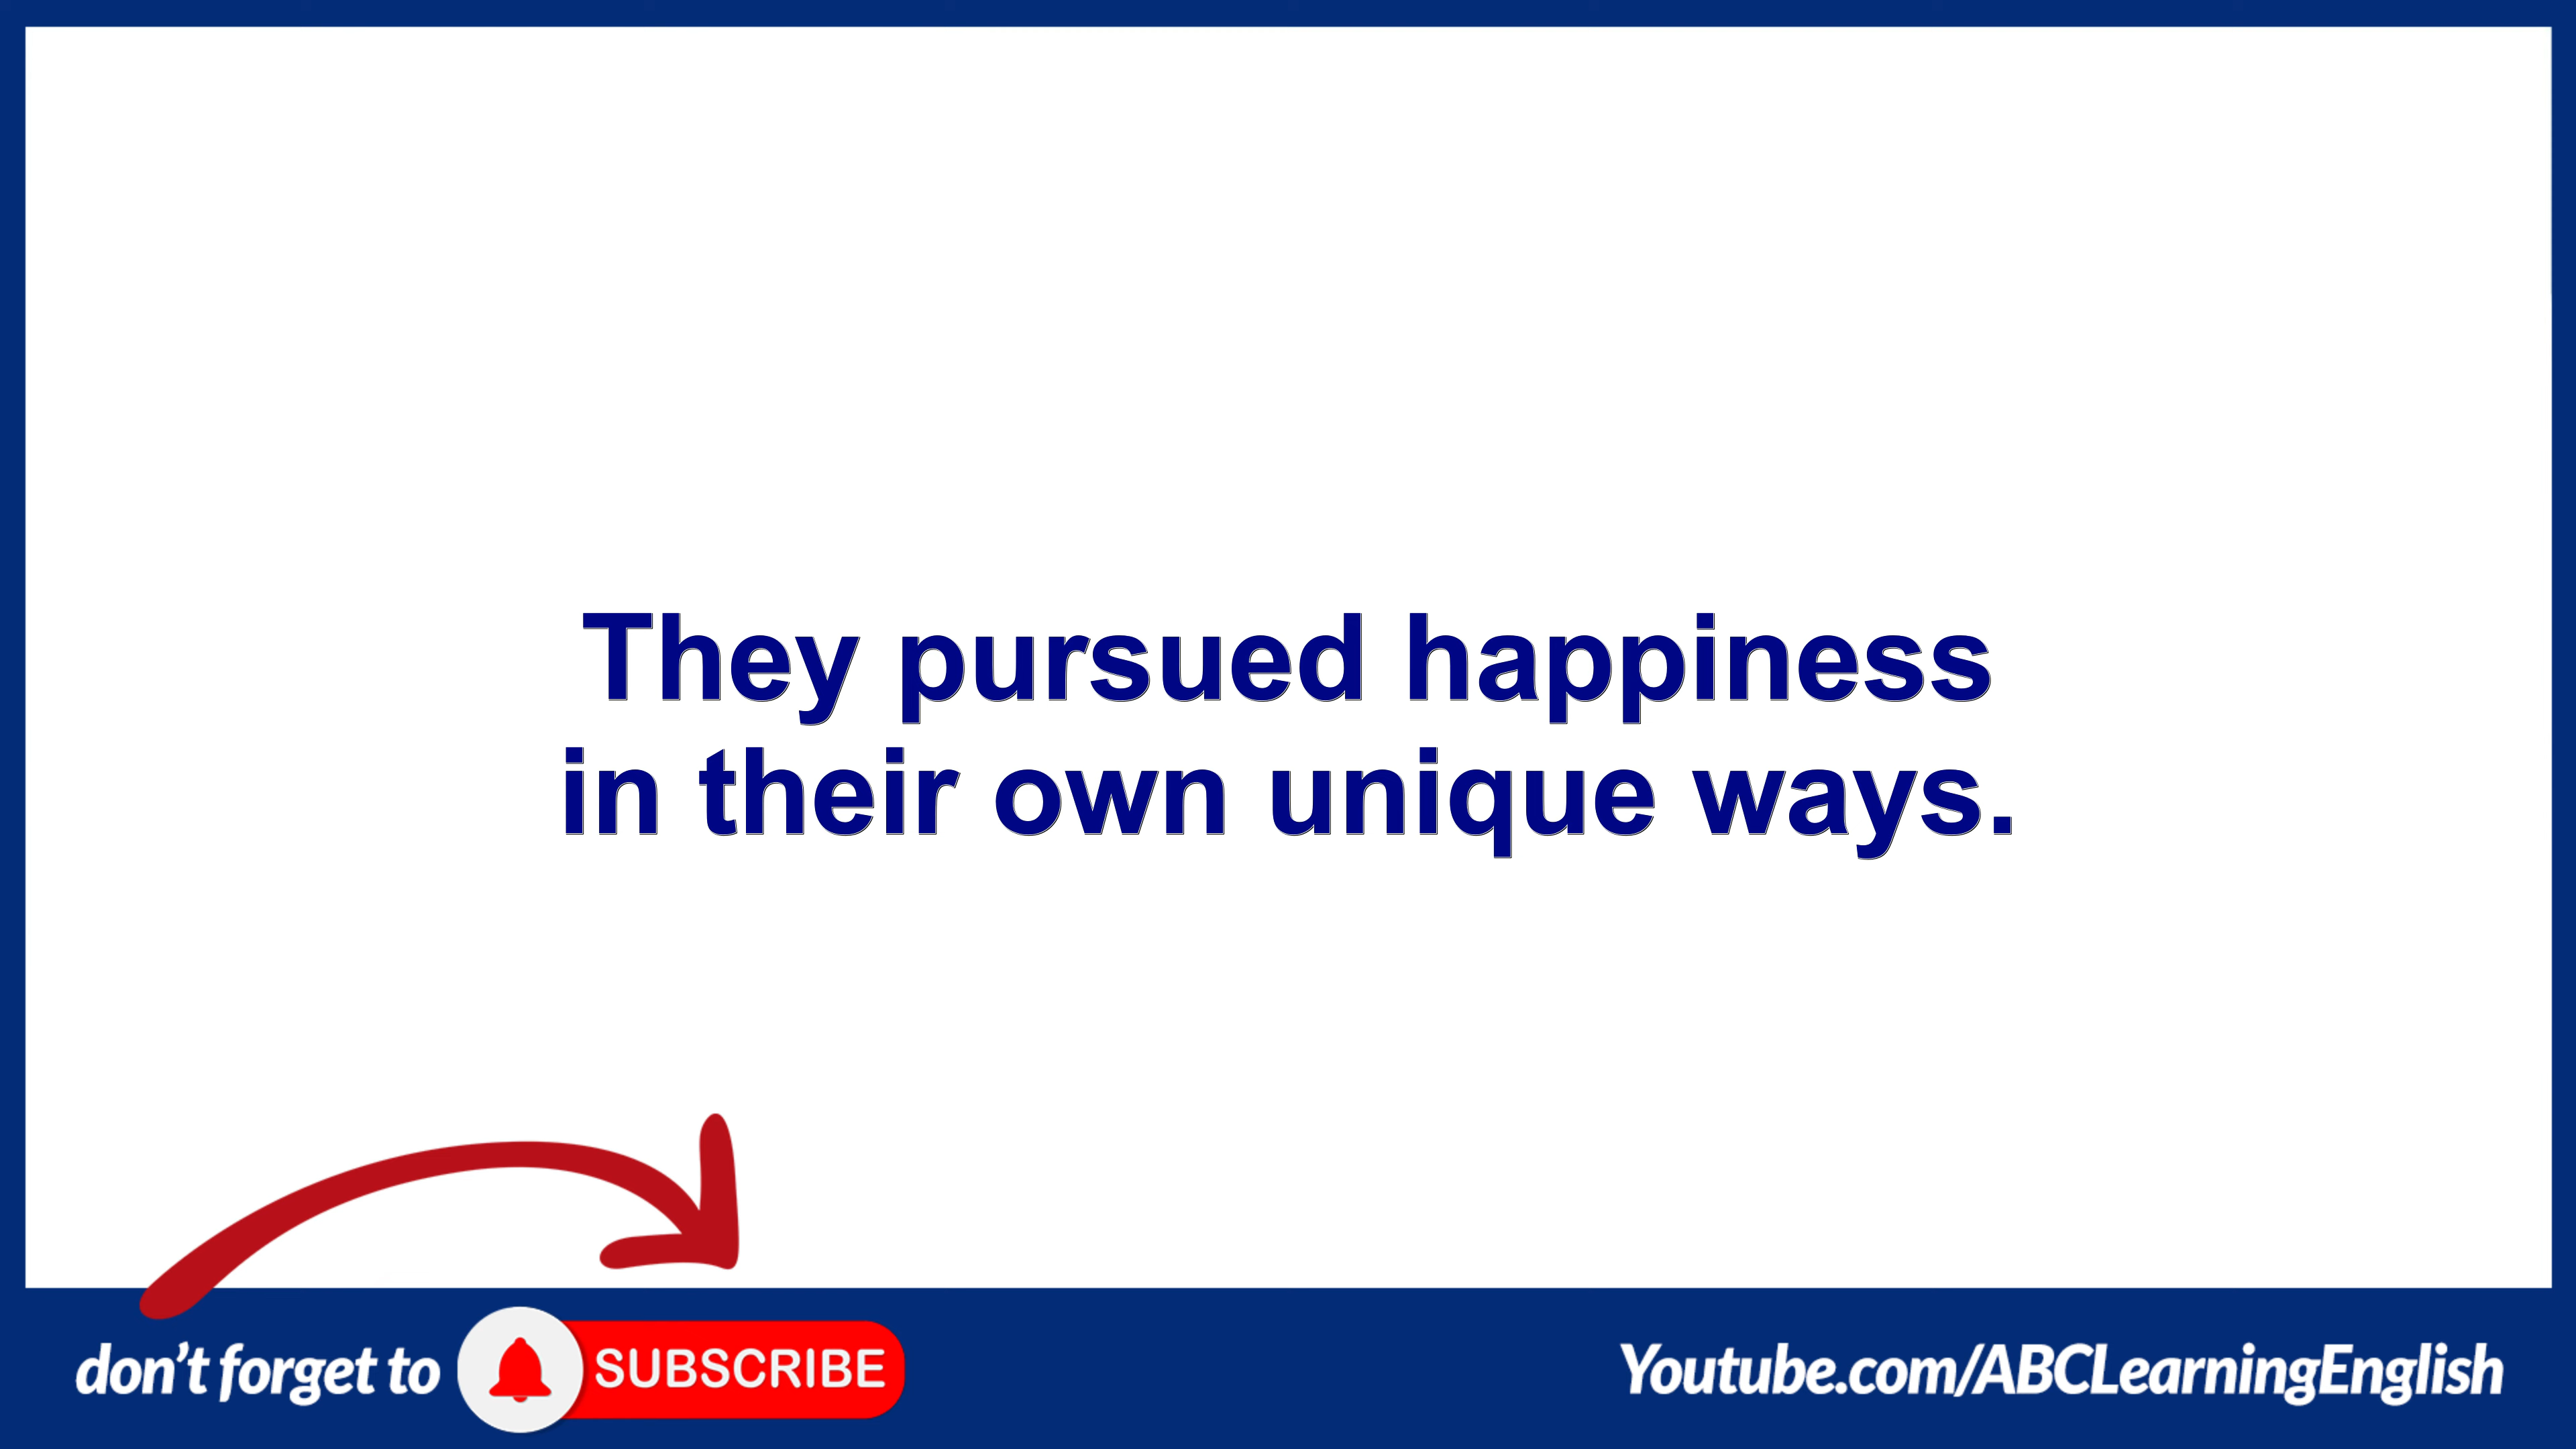 They pursued happiness
in their own unique ways.
don't forget to SUBSCRIBE
Youtube.com/ABCLearningEnglish